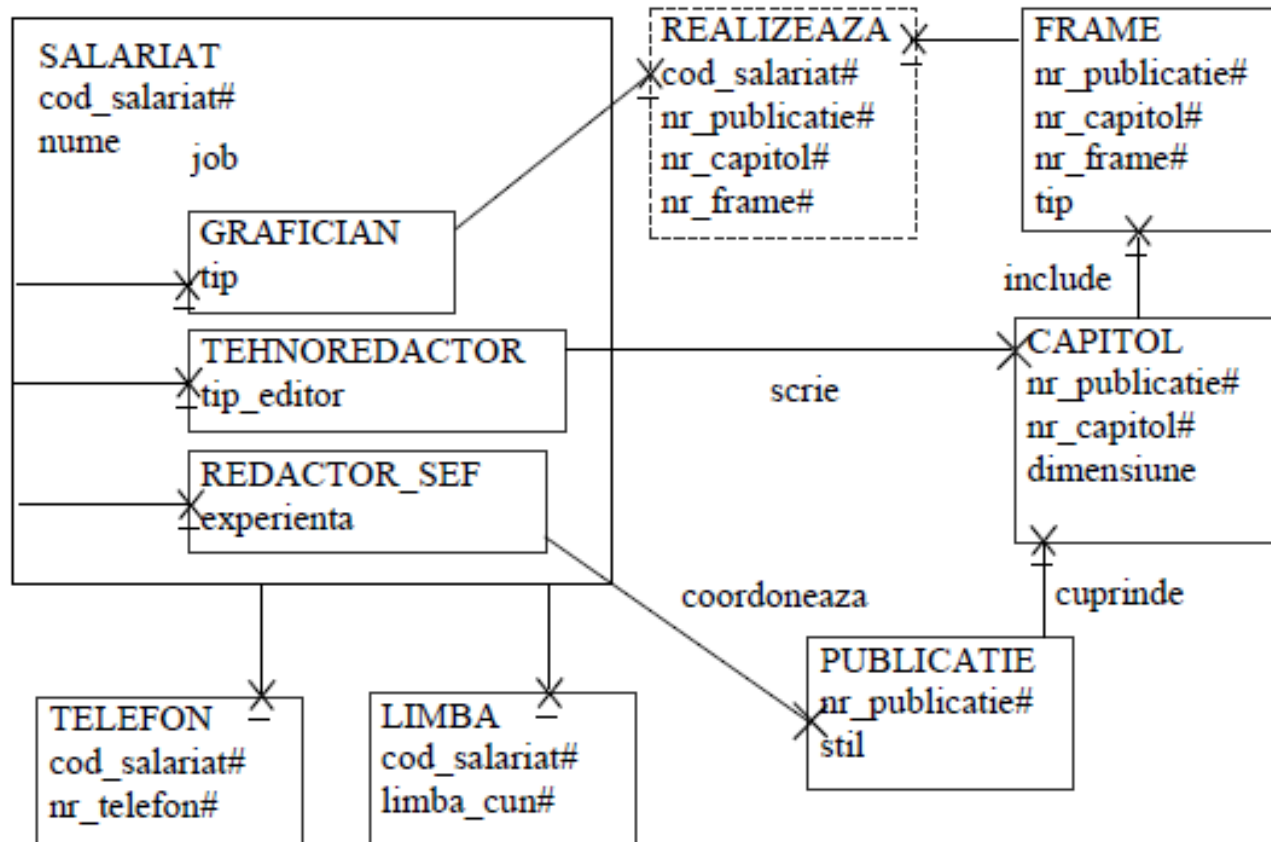 SALARIAT
cod_salariat#
nume
job
GRAFICIAN
tip
TEHNOREDACTOR
tip_editor
REDACTOR_SEF
experienta
REALIZEAZA
cod_salariat#
nr_publicatie#
nr_capitol#
nr_frame#
FRAME
nr_publicatie#
nr_capitol#
nr_frame#
tip
include
scrie
CAPITOL
nr_publicatie#
nr_capitol#
dimensiune
coordoneaza
cuprinde
PUBLICATIE
nr_publicatie#
stil
TELEFON
cod_salariat#
nr_telefon#
LIMBA
cod_salariat#
limba_cun#